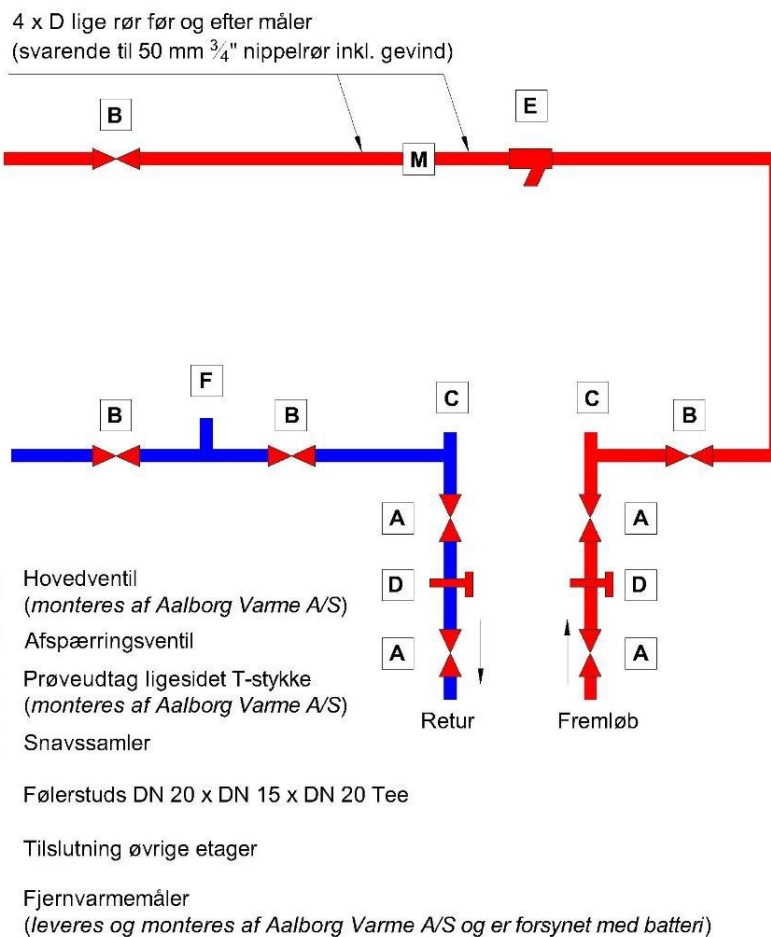 4 x D lige rør før og efter måler
(svarende til 50 mm ¾" nippelrør inkl. gevind)
B
E
M
F
C
C
B
B
B
A
A
Hovedventil
(monteres af Aalborg Varme A/S)
D
D
Afspærringsventil
A
A
Prøveudtag ligesidet T-stykke
(monteres af Aalborg Varme A/S)
Retur
Fremløb
Snavssamler
Følerstuds DN 20 x DN 15 x DN 20 Tee
Tilslutning øvrige etager
Fjernvarmemåler
(leveres og monteres af Aalborg Varme A/S og er forsynet med batteri)